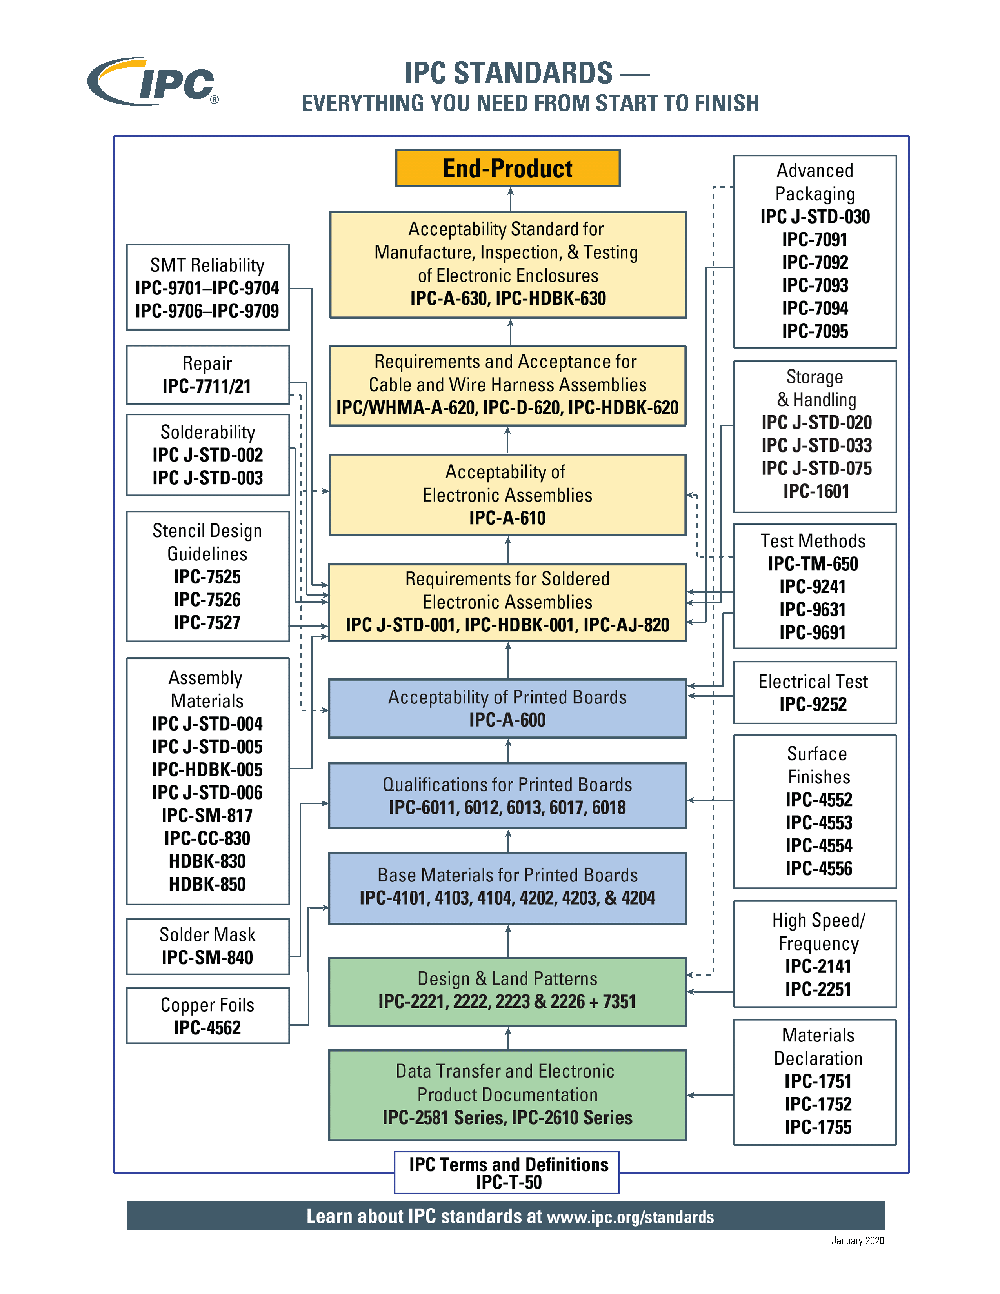 IPC®
IPC STANDARDS —
EVERYTHING YOU NEED FROM START TO FINISH
End-Product
Acceptability Standard for
Manufacture, Inspection, & Testing
of Electronic Enclosures
IPC-A-630, IPC-HDBK-630
Requirements and Acceptance for
Cable and Wire Harness Assemblies
IPC/WHMA-A-620, IPC-D-620, IPC-HDBK-620
Acceptability of
Electronic Assemblies
IPC-A-610
Requirements for Soldered
Electronic Assemblies
IPC J-STD-001, IPC-HDBK-001, IPC-AJ-820
Acceptability of Printed Boards
IPC-A-600
Qualifications for Printed Boards
IPC-6011, 6012, 6013, 6017, 6018
Base Materials for Printed Boards
IPC-4101, 4103, 4104, 4202, 4203, & 4204
Design & Land Patterns
IPC-2221, 2222, 2223 & 2226 + 7351
Data Transfer and Electronic
Product Documentation
IPC-2581 Series, IPC-2610 Series
SMT Reliability
IPC-9701–IPC-9704
IPC-9706–IPC-9709
Repair
IPC-7711/21
Solderability
IPC J-STD-002
IPC J-STD-003
Stencil Design
Guidelines
IPC-7525
IPC-7526
IPC-7527
Assembly
Materials
IPC J-STD-004
IPC J-STD-005
IPC-HDBK-005
IPC J-STD-006
IPC-SM-817
IPC-CC-830
HDBK-830
HDBK-850
Solder Mask
IPC-SM-840
Copper Foils
IPC-4562
Advanced
Packaging
IPC J-STD-030
IPC-7091
IPC-7092
IPC-7093
IPC-7094
IPC-7095
Storage
& Handling
IPC J-STD-020
IPC J-STD-033
IPC J-STD-075
IPC-1601
Test Methods
IPC-TM-650
IPC-9241
IPC-9631
IPC-9691
Electrical Test
IPC-9252
Surface
Finishes
IPC-4552
IPC-4553
IPC-4554
IPC-4556
High Speed/
Frequency
IPC-2141
IPC-2251
Materials
Declaration
IPC-1751
IPC-1752
IPC-1755
IPC Terms and Definitions
IPC-T-50
Learn about IPC standards at www.ipc.org/standards
January 2020